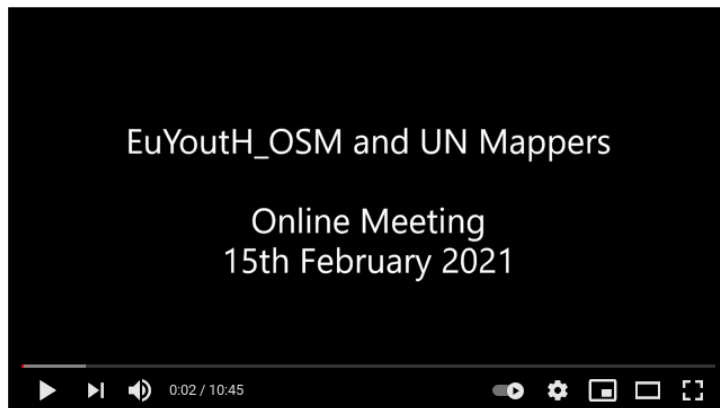 EuYoutH_OSM and UN Mappers
Online Meeting
15th February 2021
0:02 / 10:45